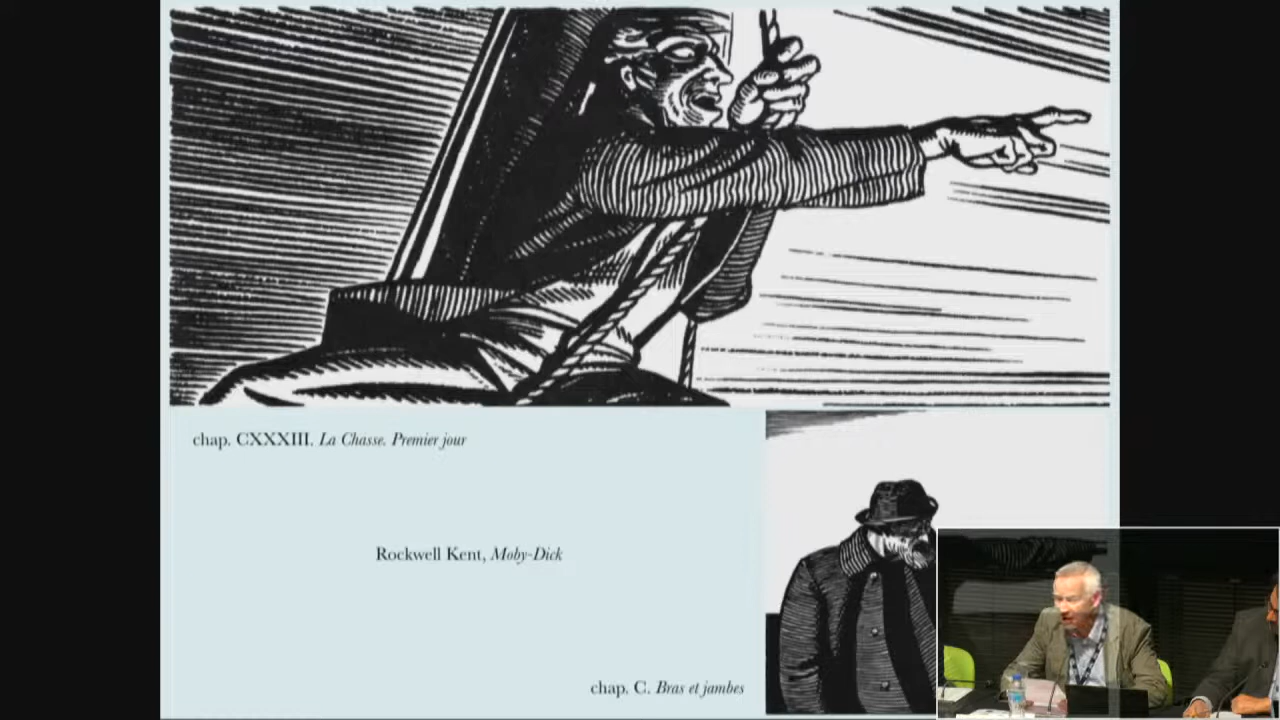 chap. CXXXIII. La Chasse. Premier jour
Rockwell Kent, Moby-Dick
chap. C. Bras et jambes